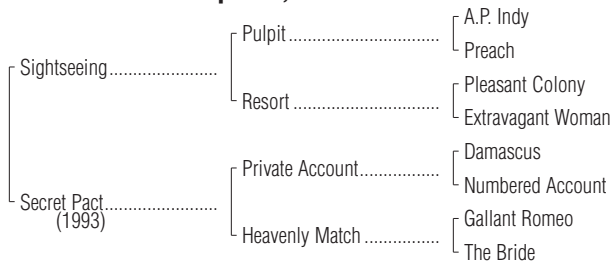 A.P. Indy
Pulpit
Preach
Sightseeing
Pleasant Colony
Resort
Extravagant Woman
Damascus
Private Account
Numbered Account
Secret Pact
(1993)
Gallant Romeo
Heavenly Match
The Bride